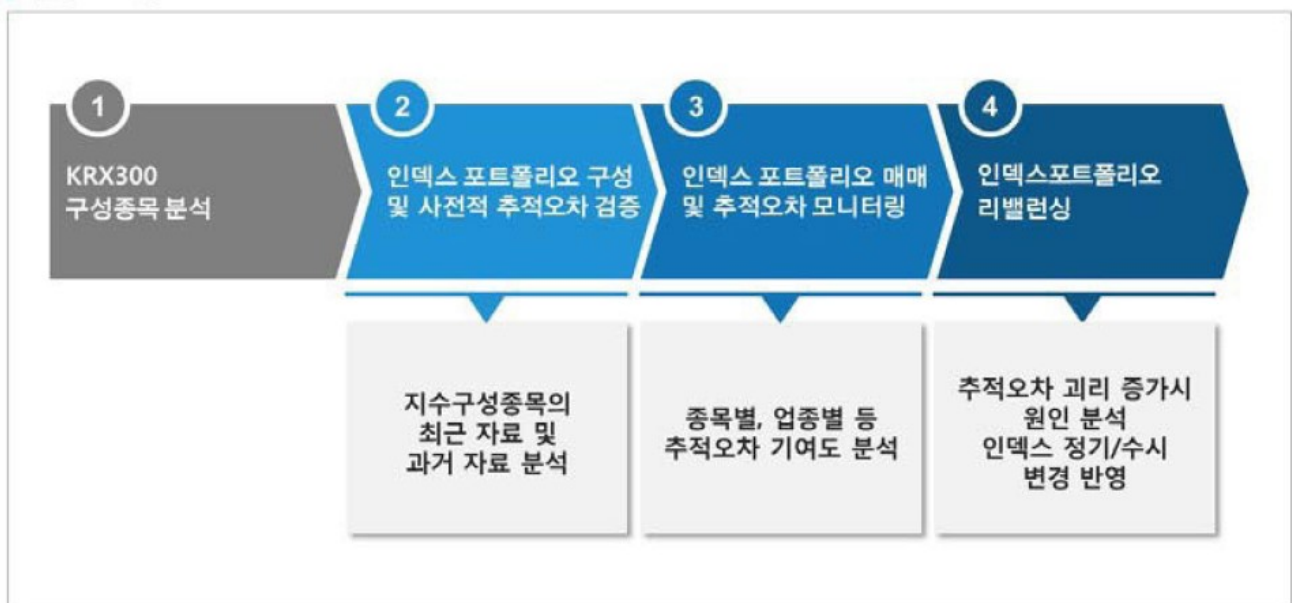 1
KRX300
구성종목 분석
2
인덱스 포트폴리오 구성
및 사전적 추적오차 검증
3
인덱스 포트폴리오 매매
및 추적오차 모니터링
4
인덱스포트폴리오
리밸런싱
지수구성종목의
최근 자료 및
과거 자료 분석
종목별, 업종별 등
추적오차 기여도 분석
추적오차 괴리 증가시
원인 분석
인덱스 정기/수시
변경 반영